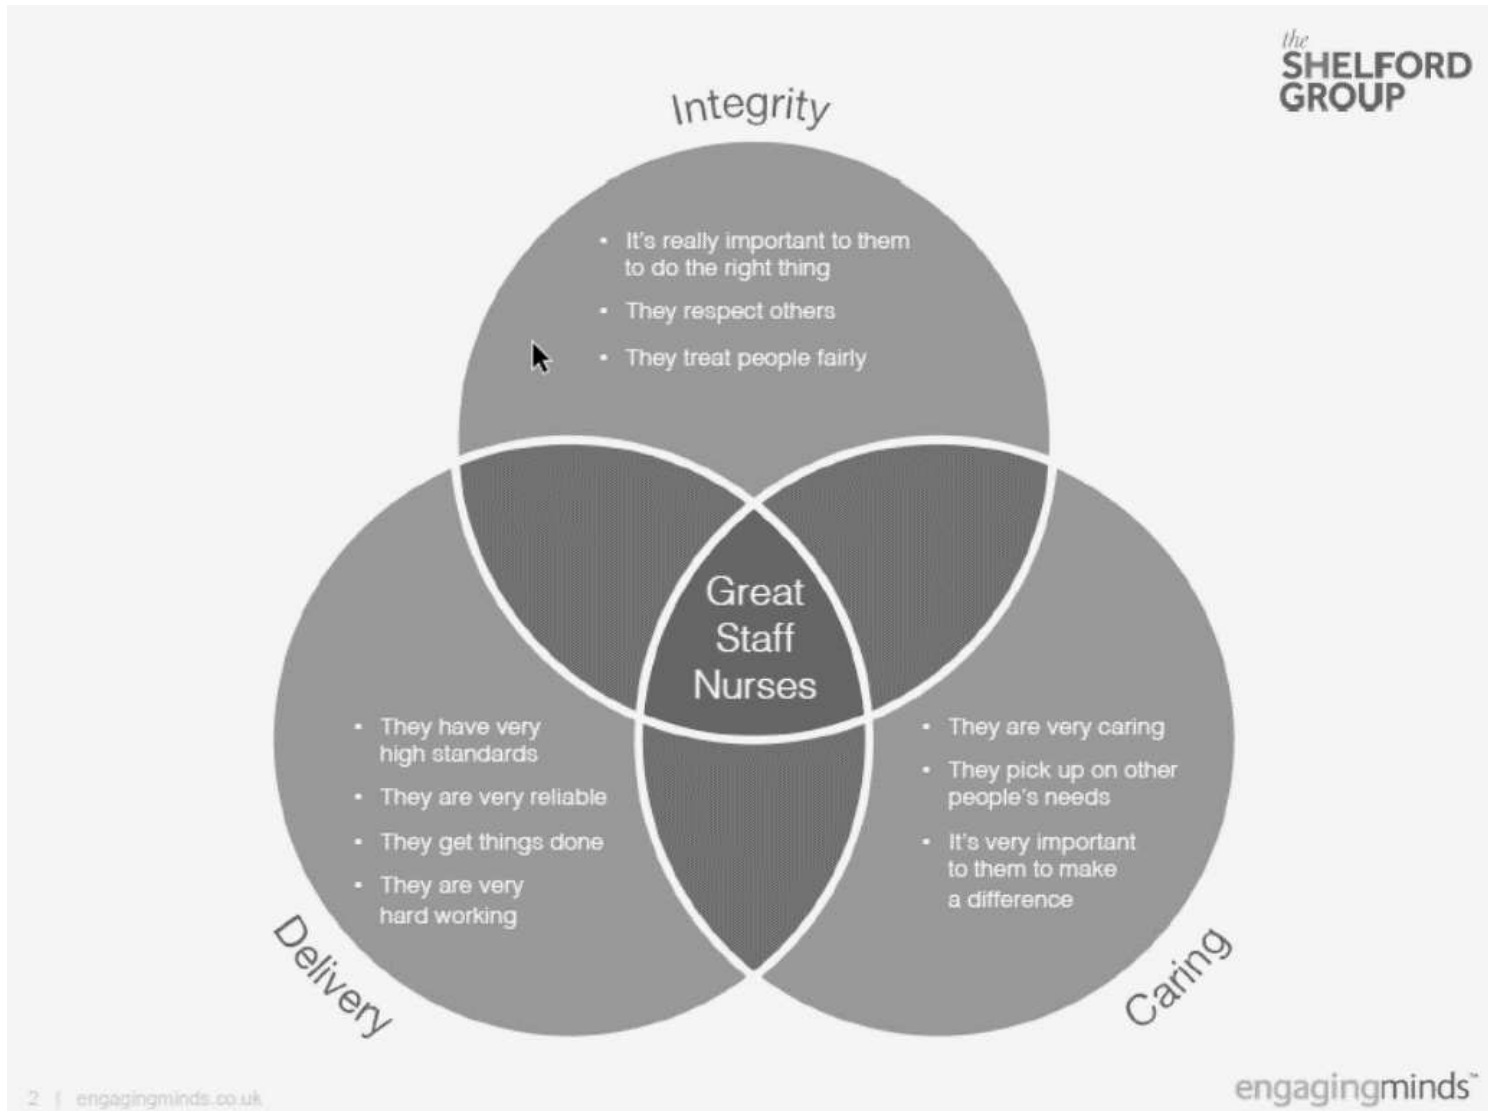 the
SHELFORD
GROUP
Integrity
• It's really important to them
to do the right thing
• They respect others
• They treat people fairly
Great
Staff
Nurses
• They have very
high standards
• They are very reliable
• They get things done
• They are very
hard working
• They are very caring
• They pick up on other
people's needs
• It's very important
to them to make
a difference
Delivery
Caring
2 | engagingminds.co.uk
engagingminds™